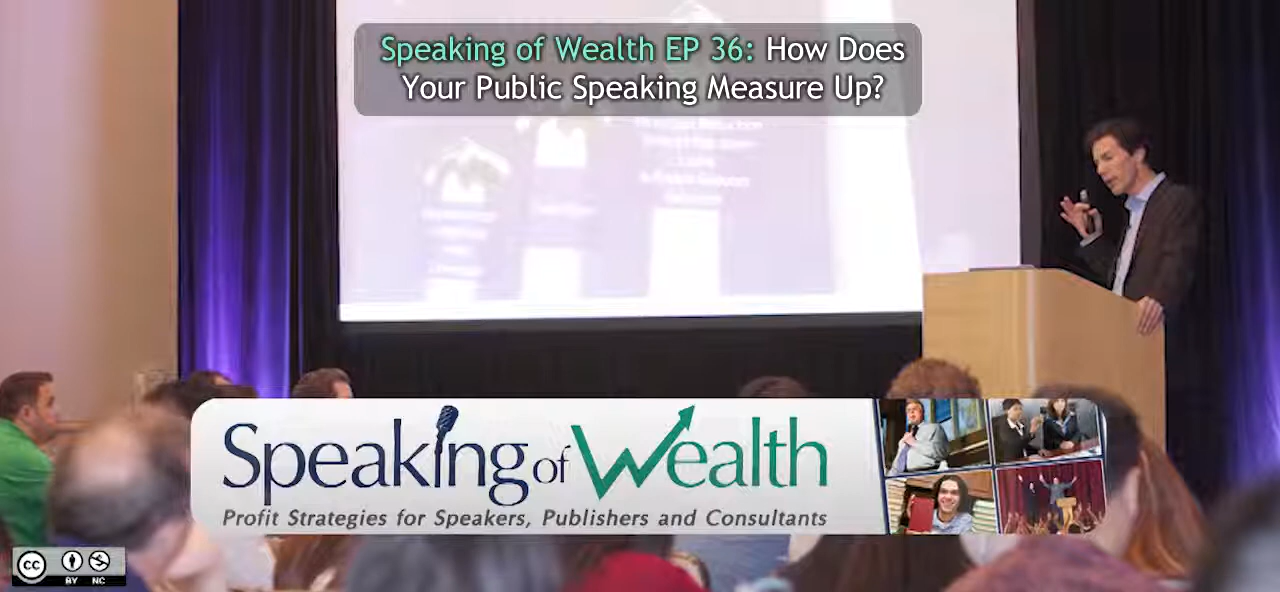 Speaking of Wealth EP 36: How Does
Your Public Speaking Measure Up?
Speaking of Wealth
Profit Strategies for Speakers, Publishers and Consultants
cc
BY NC